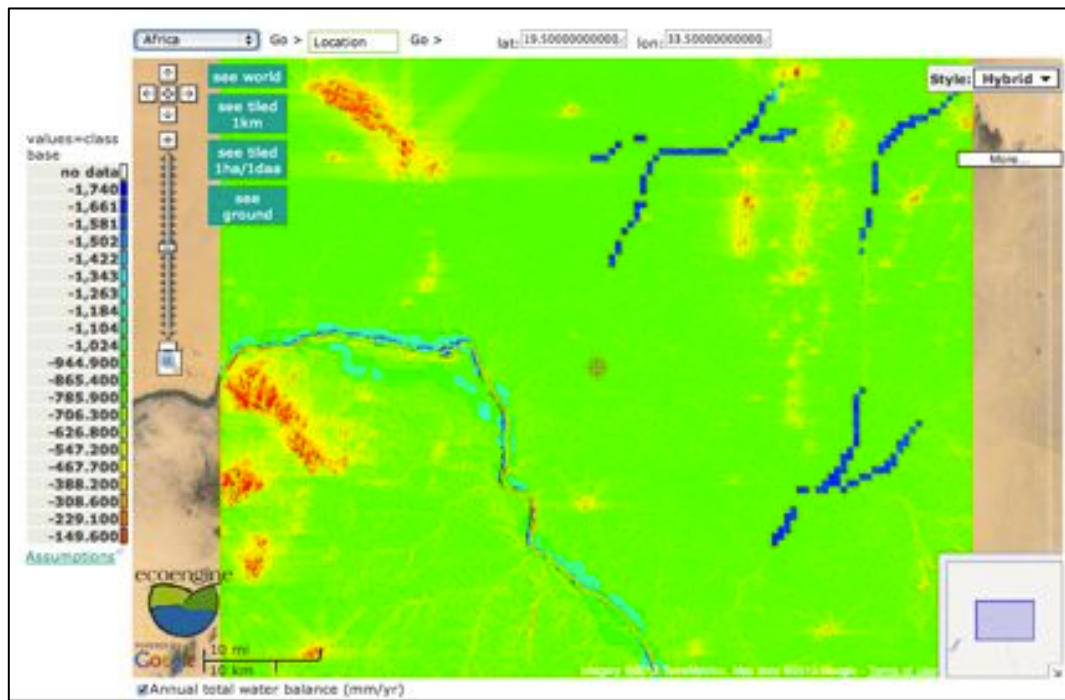 Africa Go > Location Go > lat: 19.50000000000 lon: 33.50000000000
see world
see tiled
1km
see tiled
1ha/1daa
see
ground
Style: Hybrid
More...
values=class
base
no data
-1,740
-1,661
-1,581
-1,502
-1,422
-1,343
-1,263
-1,184
-1,104
-1,024
-944.900
-865.400
-785.900
-706.300
-626.800
-547.200
-467.700
-388.200
-308.600
-229.100
-149.600
Assumptions
ecoengine
Google
10 mi
10 km
Annual total water balance (mm/yr)